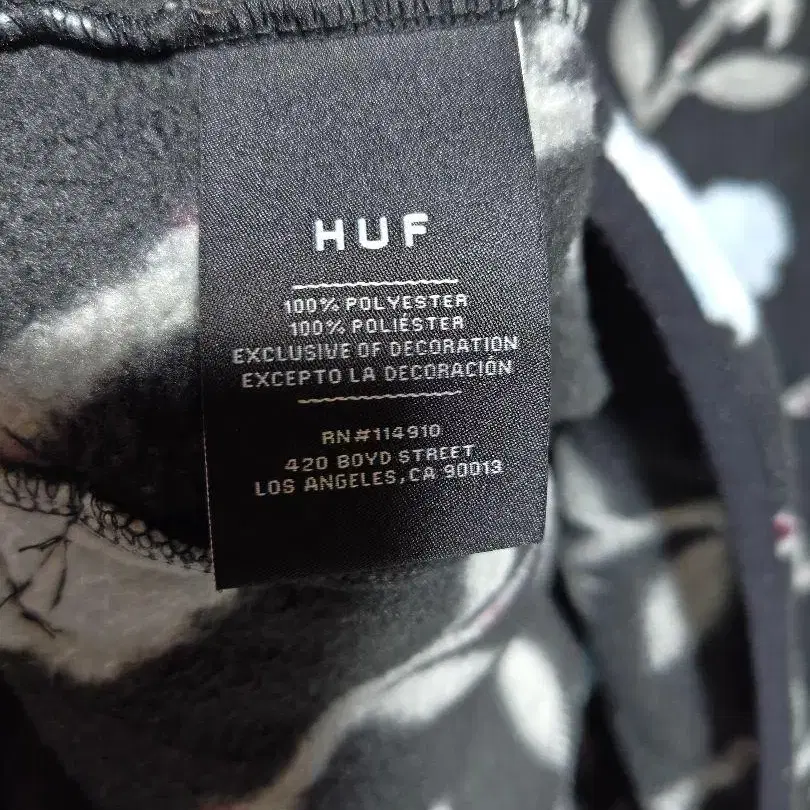 HUF
100% POLYESTER
100% POLIÉSTER
EXCLUSIVE OF DECORATION
EXCEPTO LA DECORACIÓN
RN#114910
420 BOYD STREET
LOS ANGELES,CA 90013